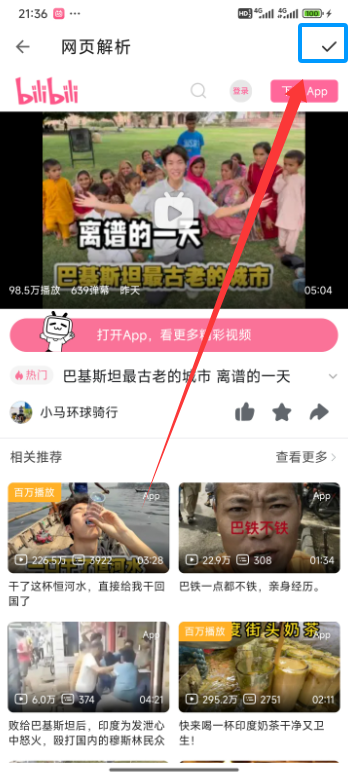 21:36
HD 4G 4G 100
网页解析
bilibili
登录
下 App
离谱的一天
巴基斯坦最古老的城市
98.5万播放 639弹幕 昨天
05:04
打开App，看更多精彩视频
热门
巴基斯坦最古老的城市 离谱的一天
小马环球骑行
相关推荐
查看更多
百万播放
App
226.5万 3922 03:28
干了这杯恒河水，直接给我干回国了
App
巴铁不铁
22.9万 308 01:34
巴铁一点都不铁，亲身经历。
App
6.0万 374 04:21
败给巴基斯坦后，印度为发泄心
中怒火，殴打国内的穆斯林民众
百万播放
度街头奶茶
App
295.2万 2751 02:11
快来喝一杯印度奶茶干净又卫
生！